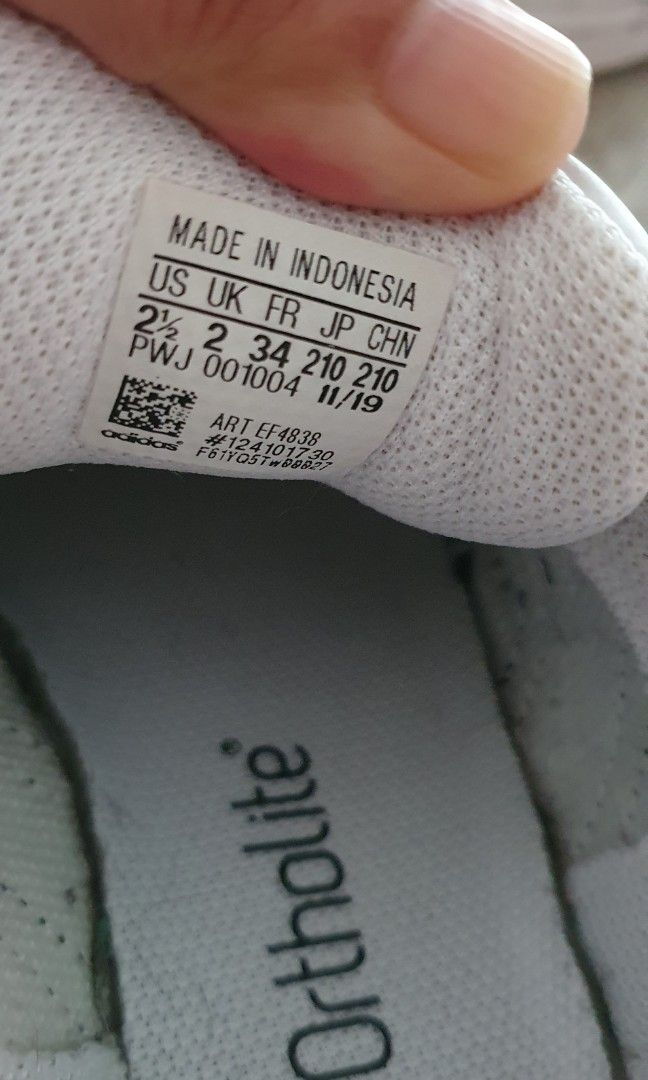 MADE IN INDONESIA
US UK FR JP CHN
2½ 2 34 210 210
PWJ 001004 11/19
ART EF4838
#124101730
adidas
Ortholite®